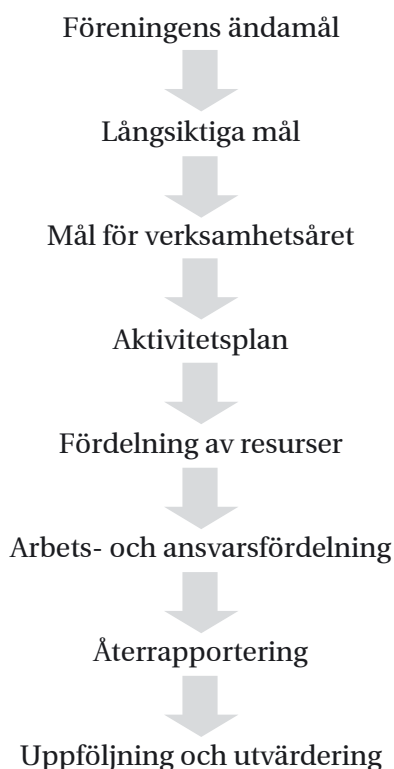 Föreningens ändamål
Långsiktiga mål
Mål för verksamhetsåret
Aktivitetsplan
Fördelning av resurser
Arbets- och ansvarsfördelning
Återrapportering
Uppföljning och utvärdering